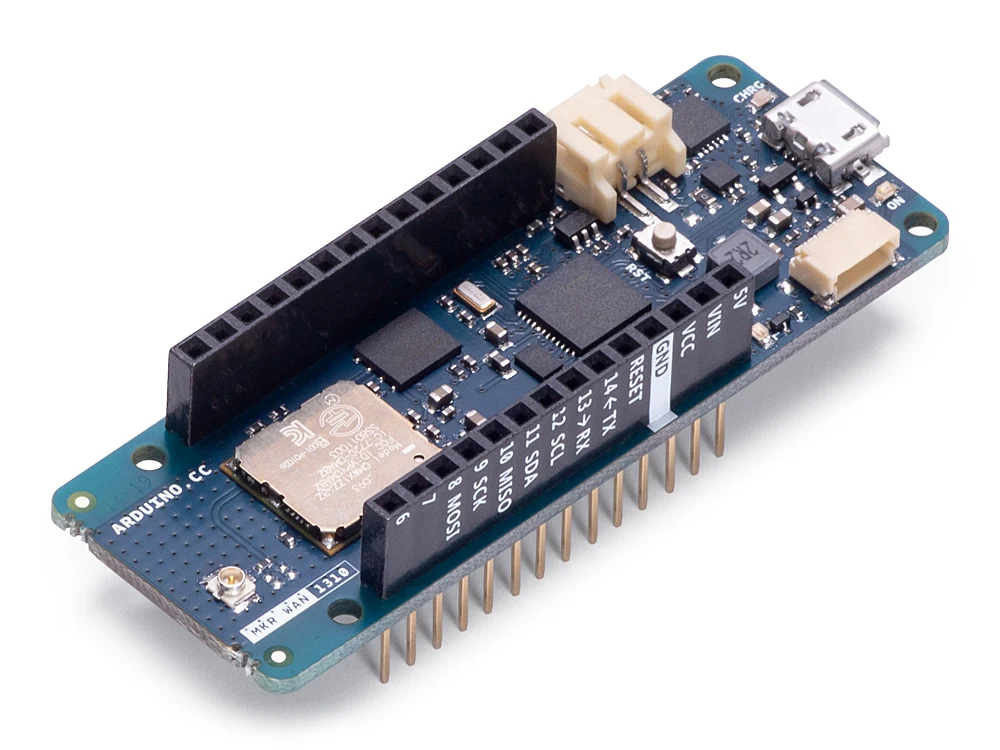 CHRG
ON
RST
2R2
5V
VIN
VCC
GND
RESET
14←TX
13→RX
12 SCL
11 SDA
10 MISO
9 SCK
8 MOSI
7
6
ARDUINO.CC
MKR WAN 1310